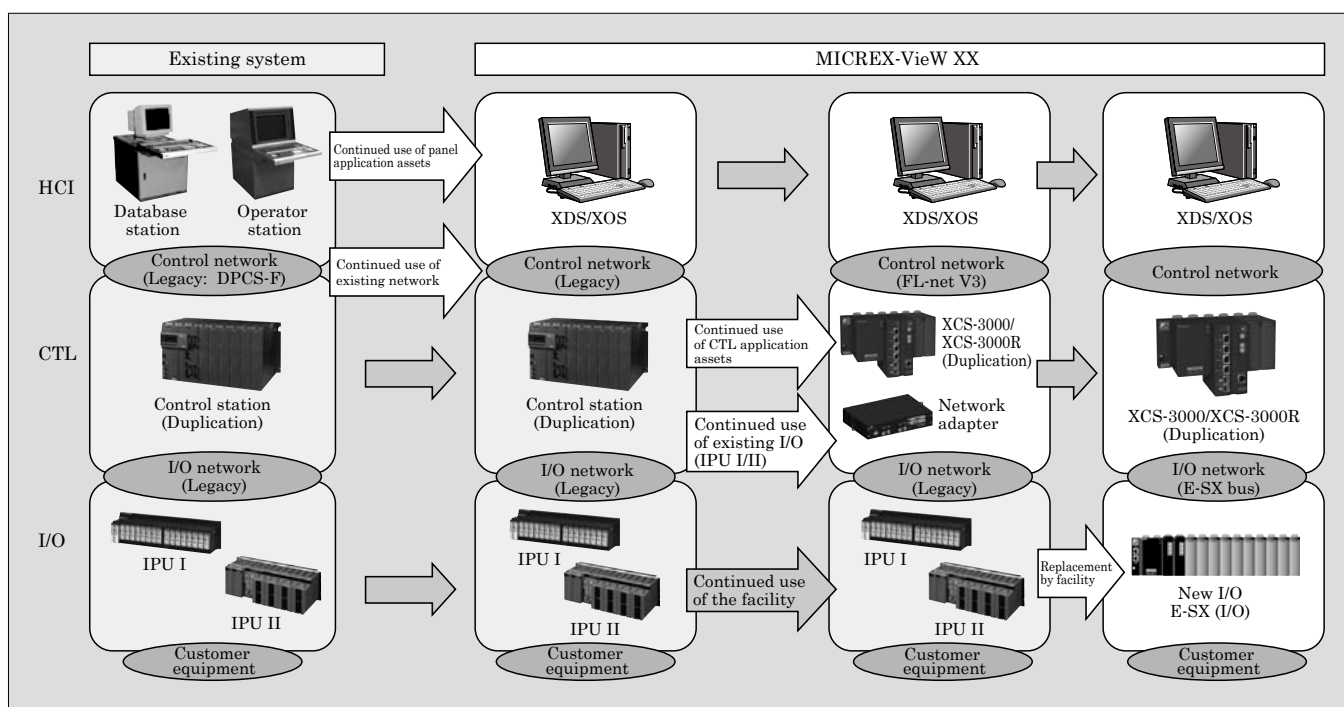 Existing system
MICREX-VieW XX
HCI
Database
station
Operator
station
Continued use of panel
application assets
XDS/XOS
XDS/XOS
XDS/XOS
Control network
(Legacy: DPCS-F)
Continued use of
existing network
Control network
(Legacy)
Control network
(FL-net V3)
Control network
CTL
Control station
(Duplication)
Control station
(Duplication)
Continued use
of CTL application
assets
XCS-3000/
XCS-3000R
(Duplication)
Continued use
of existing I/O
(IPU I/II)
Network
adapter
XCS-3000/XCS-3000R
(Duplication)
I/O network
(Legacy)
I/O network
(Legacy)
I/O network
(Legacy)
I/O network
(E-SX bus)
I/O
IPU I
IPU II
IPU I
IPU II
Continued use
of the facility
IPU I
IPU II
Replacement
by facility
New I/O
E-SX (I/O)
Customer
equipment
Customer
equipment
Customer
equipment
Customer
equipment